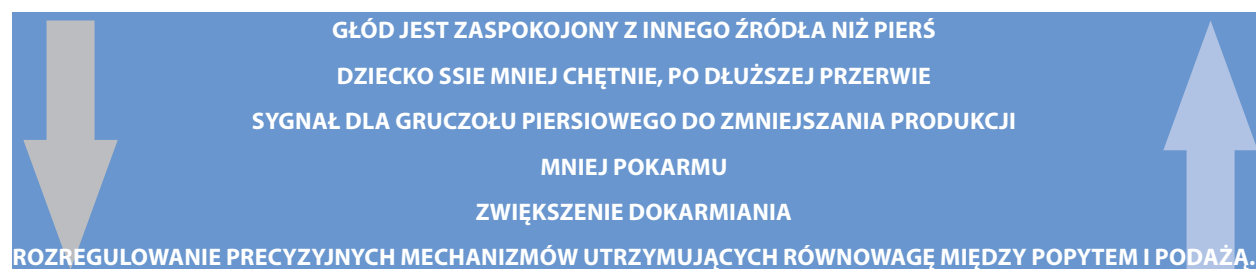 GŁÓD JEST ZASPOKOJONY Z INNEGO ŹRÓDŁA NIŻ PIERŚ
DZIECKO SSIE MNIEJ CHĘTNIE, PO DŁUŻSZEJ PRZERWIE
SYGNAŁ DLA GRUCZOŁU PIERSIOWEGO DO ZMNIEJSZANIA PRODUKCJI
MNIEJ POKARMU
ZWIĘKSZENIE DOKARMIANIA
ROZREGULOWANIE PRECYZYJNYCH MECHANIZMÓW UTRZYMUJĄCYCH RÓWNOWAGĘ MIĘDZY POPYTEM I PODAŻĄ.